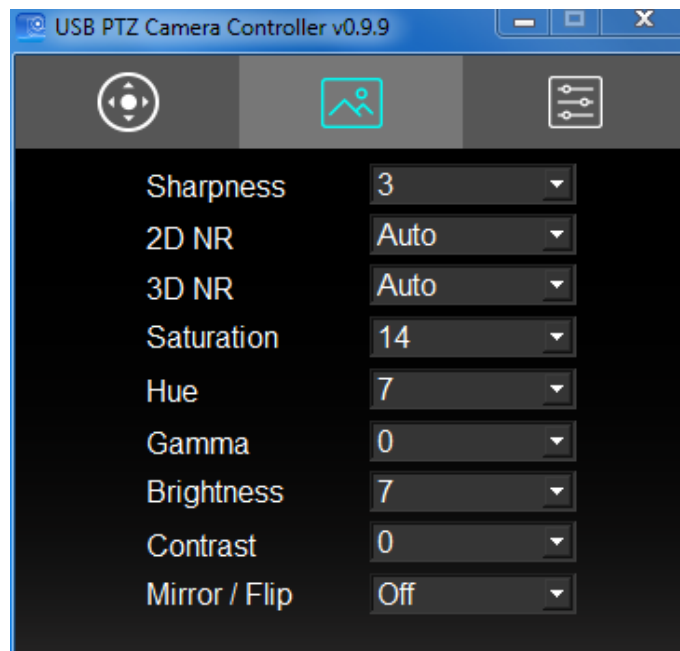 USB PTZ Camera Controller v0.9.9
Sharpness 3
2D NR Auto
3D NR Auto
Saturation 14
Hue 7
Gamma 0
Brightness 7
Contrast 0
Mirror / Flip Off